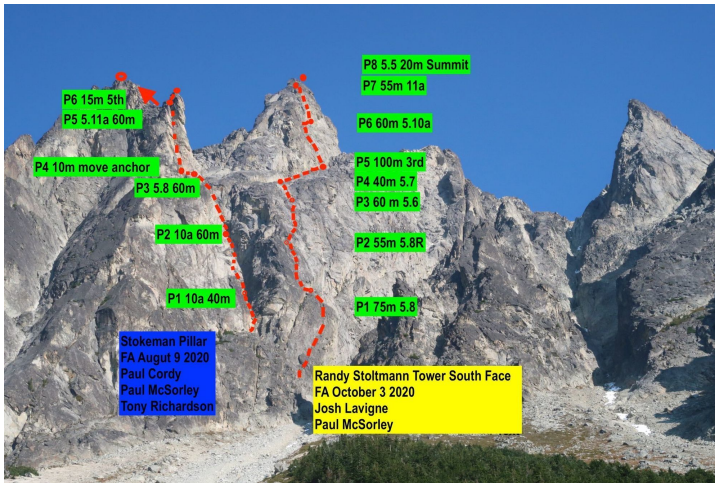 P6 15m 5th
P5 5.11a 60m
P4 10m move anchor
P3 5.8 60m
P2 10a 60m
P1 10a 40m
Stokeman Pillar
FA Augut 9 2020
Paul Cordy
Paul McSorley
Tony Richardson
P8 5.5 20m Summit
P7 55m 11a
P6 60m 5.10a
P5 100m 3rd
P4 40m 5.7
P3 60 m 5.6
P2 55m 5.8R
P1 75m 5.8
Randy Stoltmann Tower South Face
FA October 3 2020
Josh Lavigne
Paul McSorley